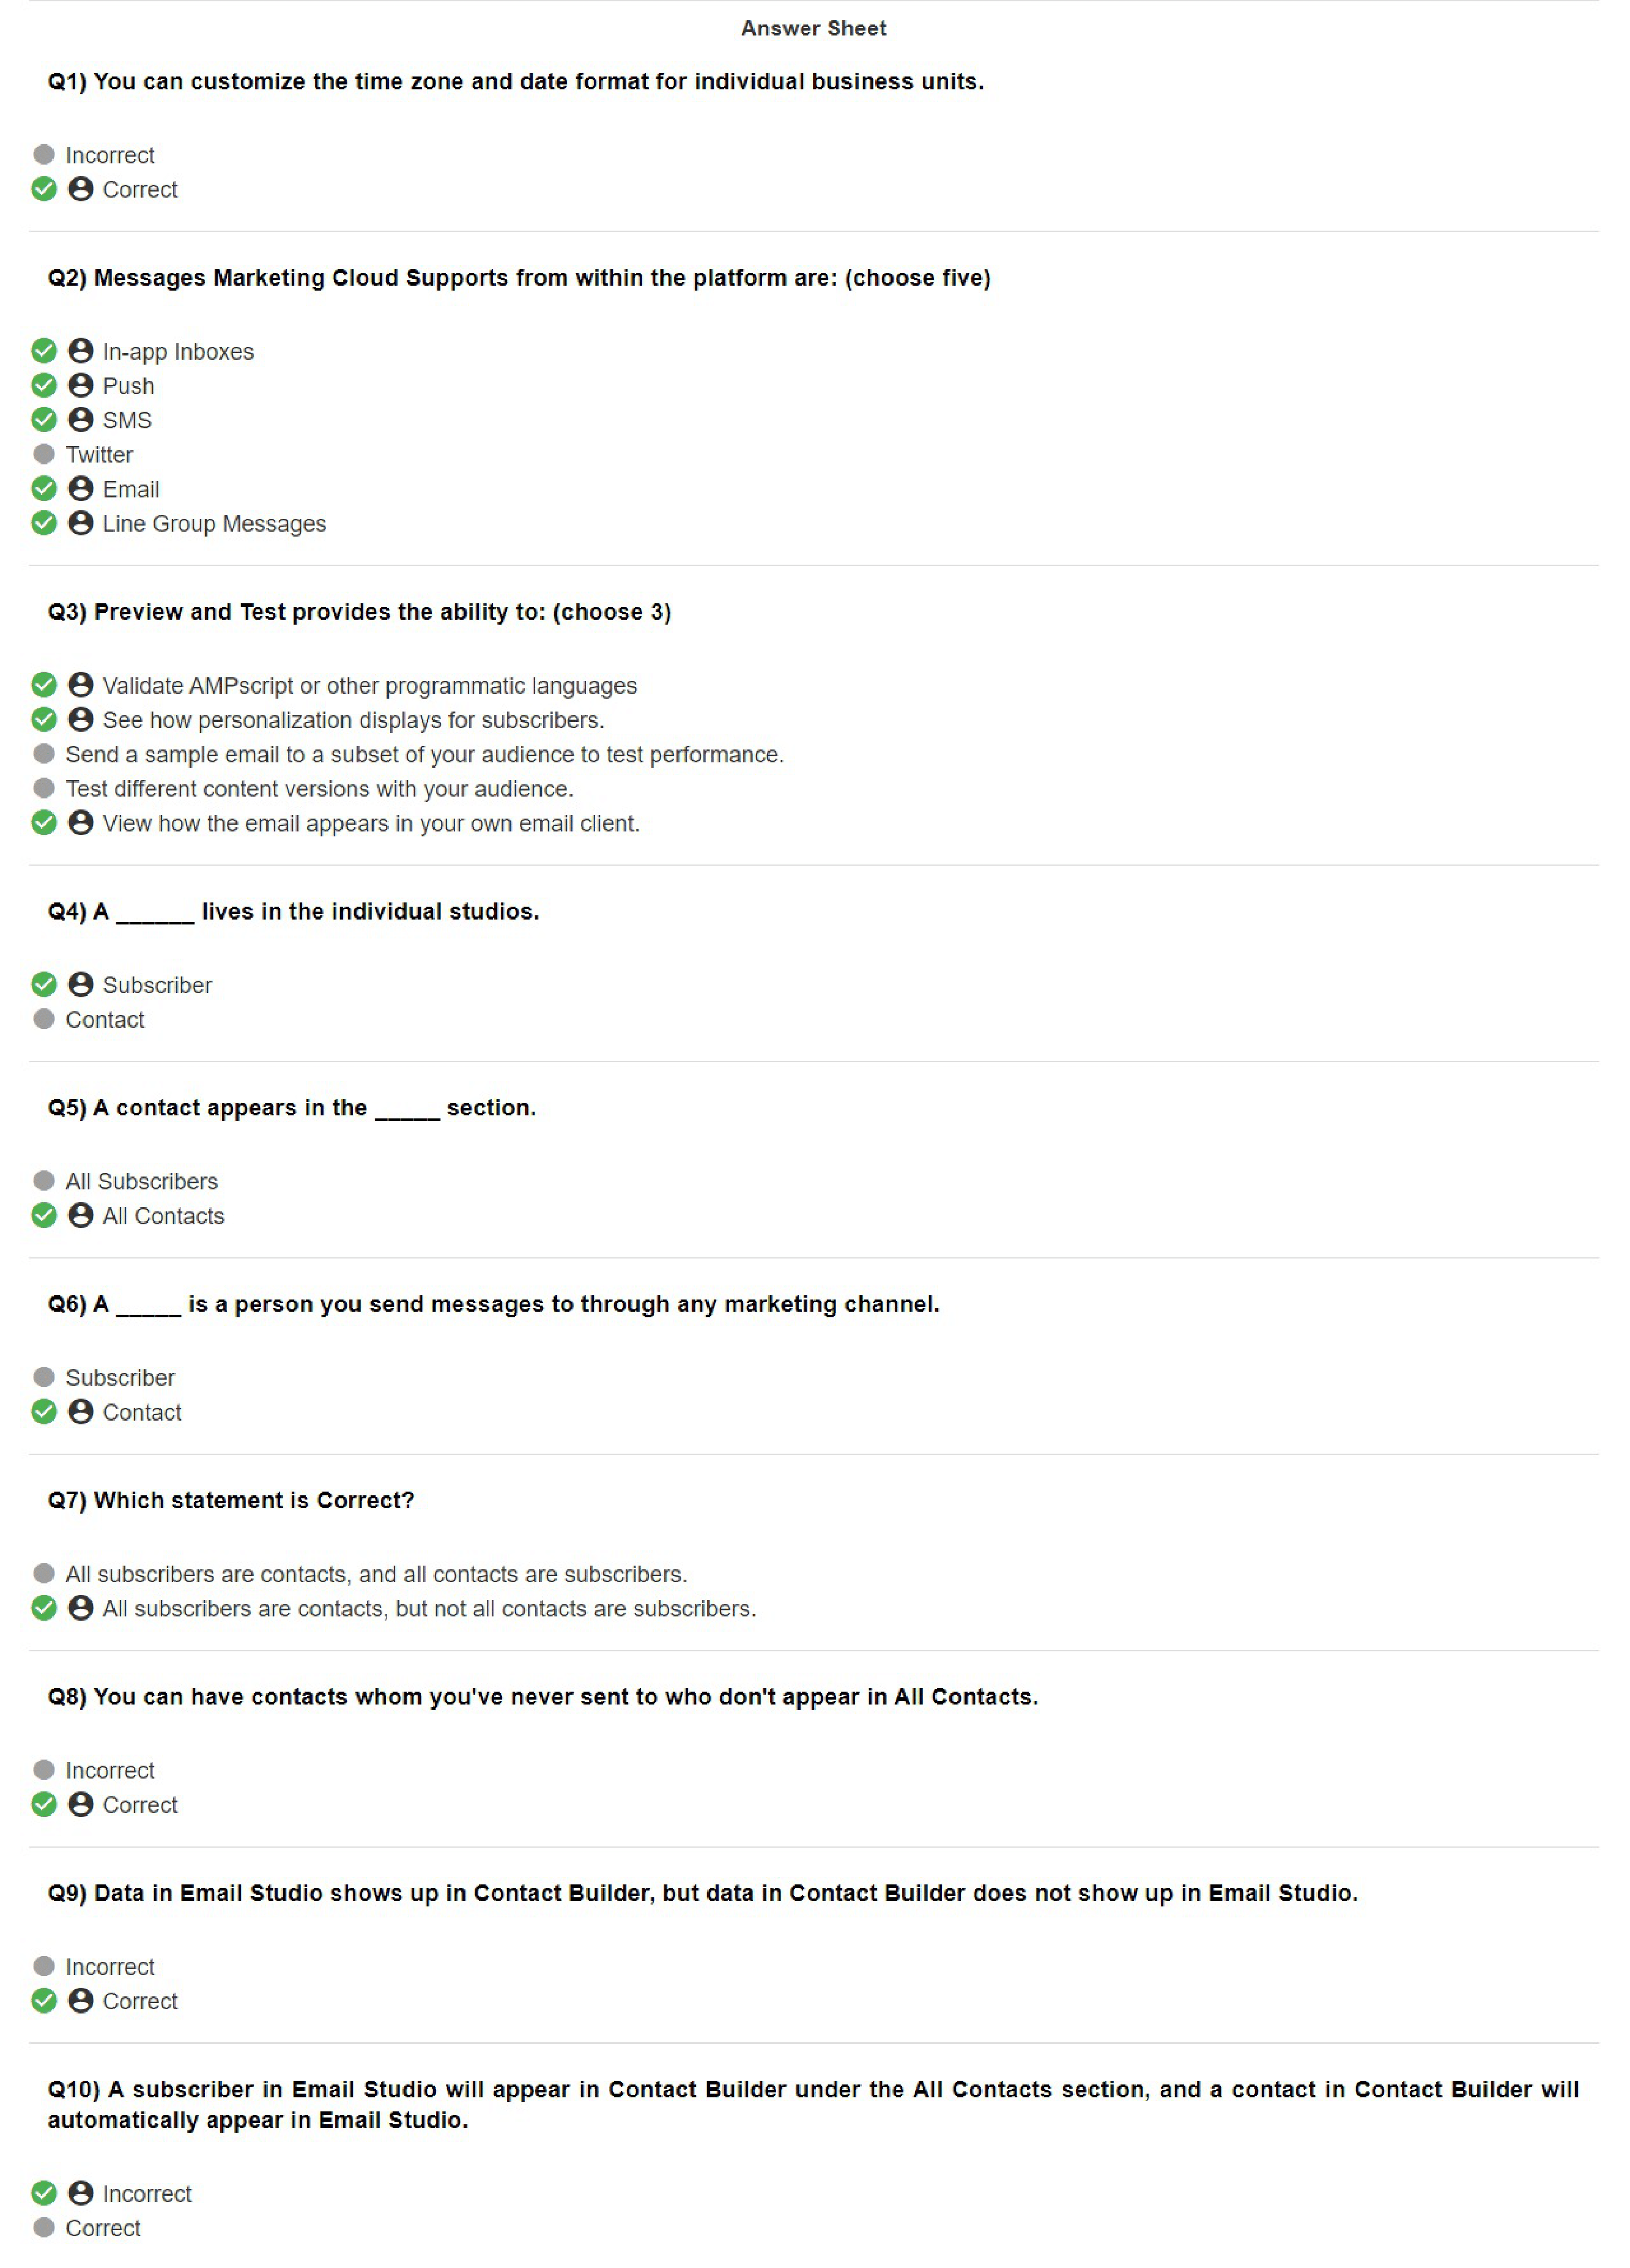 Answer Sheet
Q1) You can customize the time zone and date format for individual business units.
Incorrect
Correct
Q2) Messages Marketing Cloud Supports from within the platform are: (choose five)
In-app Inboxes
Push
SMS
Twitter
Email
Line Group Messages
Q3) Preview and Test provides the ability to: (choose 3)
Validate AMPscript or other programmatic languages
See how personalization displays for subscribers.
Send a sample email to a subset of your audience to test performance.
Test different content versions with your audience.
View how the email appears in your own email client.
Q4) A ______ lives in the individual studios.
Subscriber
Contact
Q5) A contact appears in the _____ section.
All Subscribers
All Contacts
Q6) A _____ is a person you send messages to through any marketing channel.
Subscriber
Contact
Q7) Which statement is Correct?
All subscribers are contacts, and all contacts are subscribers.
All subscribers are contacts, but not all contacts are subscribers.
Q8) You can have contacts whom you've never sent to who don't appear in All Contacts.
Incorrect
Correct
Q9) Data in Email Studio shows up in Contact Builder, but data in Contact Builder does not show up in Email Studio.
Incorrect
Correct
Q10) A subscriber in Email Studio will appear in Contact Builder under the All Contacts section, and a contact in Contact Builder will
automatically appear in Email Studio.
Incorrect
Correct